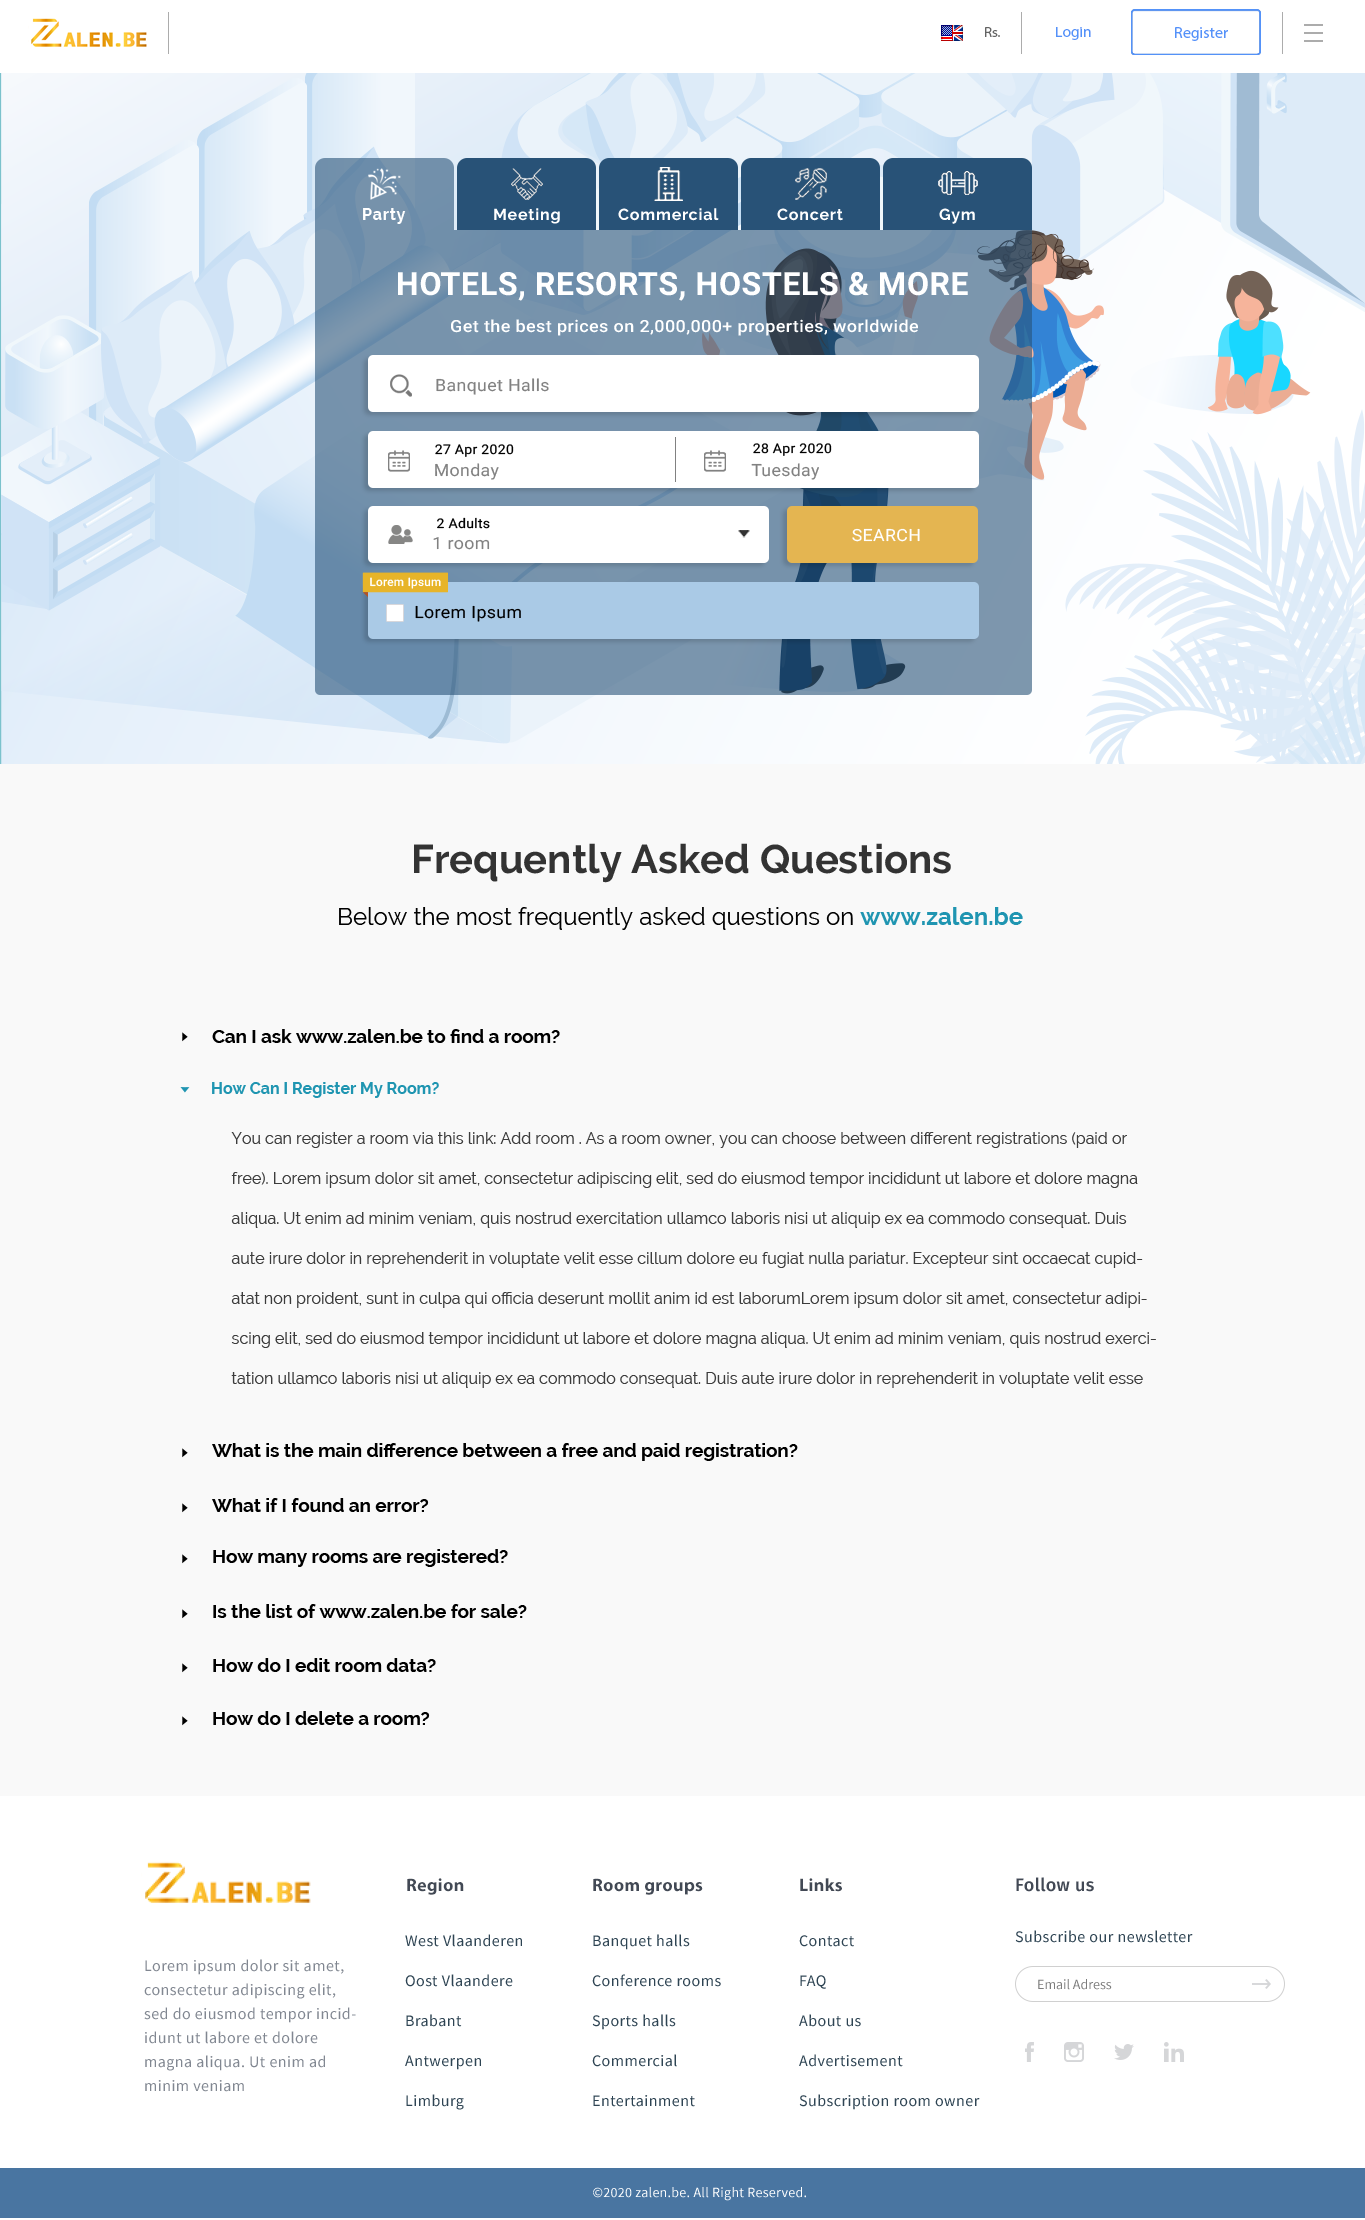 ZALEN.BE
Rs.
Login
Register
Party
Meeting
Commercial
Concert
Gym
HOTELS, RESORTS, HOSTELS & MORE
Get the best prices on 2,000,000+ properties, worldwide
Banquet Halls
27 Apr 2020
Monday
28 Apr 2020
Tuesday
2 Adults
1 room
SEARCH
Lorem Ipsum
Lorem Ipsum
Frequently Asked Questions
Below the most frequently asked questions on www.zalen.be
Can I ask www.zalen.be to find a room?
How Can I Register My Room?
You can register a room via this link: Add room . As a room owner, you can choose between different registrations (paid or
free). Lorem ipsum dolor sit amet, consectetur adipiscing elit, sed do eiusmod tempor incididunt ut labore et dolore magna
aliqua. Ut enim ad minim veniam, quis nostrud exercitation ullamco laboris nisi ut aliquip ex ea commodo consequat. Duis
aute irure dolor in reprehenderit in voluptate velit esse cillum dolore eu fugiat nulla pariatur. Excepteur sint occaecat cupid-
atat non proident, sunt in culpa qui officia deserunt mollit anim id est laborumLorem ipsum dolor sit amet, consectetur adipi-
scing elit, sed do eiusmod tempor incididunt ut labore et dolore magna aliqua. Ut enim ad minim veniam, quis nostrud exerci-
tation ullamco laboris nisi ut aliquip ex ea commodo consequat. Duis aute irure dolor in reprehenderit in voluptate velit esse
What is the main difference between a free and paid registration?
What if I found an error?
How many rooms are registered?
Is the list of www.zalen.be for sale?
How do I edit room data?
How do I delete a room?
ZALEN.BE
Lorem ipsum dolor sit amet,
consectetur adipiscing elit,
sed do eiusmod tempor incid-
idunt ut labore et dolore
magna aliqua. Ut enim ad
minim veniam
Region
West Vlaanderen
Oost Vlaandere
Brabant
Antwerpen
Limburg
Room groups
Banquet halls
Conference rooms
Sports halls
Commercial
Entertainment
Links
Contact
FAQ
About us
Advertisement
Subscription room owner
Follow us
Subscribe our newsletter
Email Adress
©2020 zalen.be. All Right Reserved.